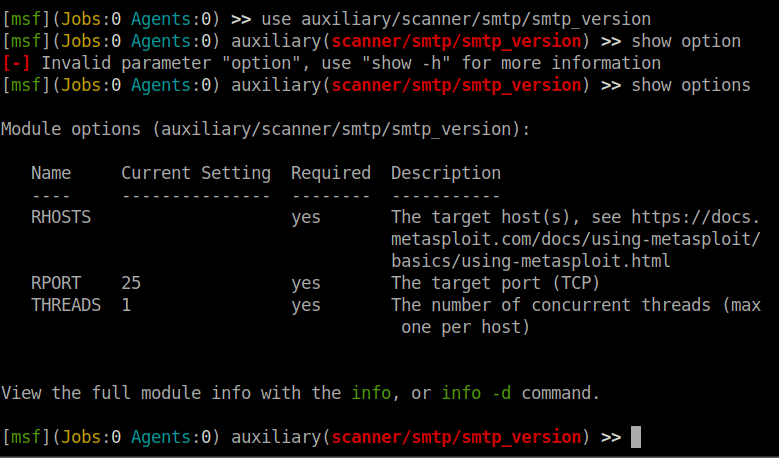 [msf](Jobs:0 Agents:0) >> use auxiliary/scanner/smtp/smtp_version
[msf](Jobs:0 Agents:0) auxiliary(scanner/smtp/smtp_version) >> show option
[-] Invalid parameter "option", use "show -h" for more information
[msf](Jobs:0 Agents:0) auxiliary(scanner/smtp/smtp_version) >> show options

Module options (auxiliary/scanner/smtp/smtp_version):

   Name     Current Setting  Required  Description
   ----     ---------------  --------  -----------
   RHOSTS                    yes       The target host(s), see https://docs.
                                       metasploit.com/docs/using-metasploit/
                                       basics/using-metasploit.html
   RPORT    25               yes       The target port (TCP)
   THREADS  1                yes       The number of concurrent threads (max
                                        one per host)

View the full module info with the info, or info -d command.

[msf](Jobs:0 Agents:0) auxiliary(scanner/smtp/smtp_version) >>